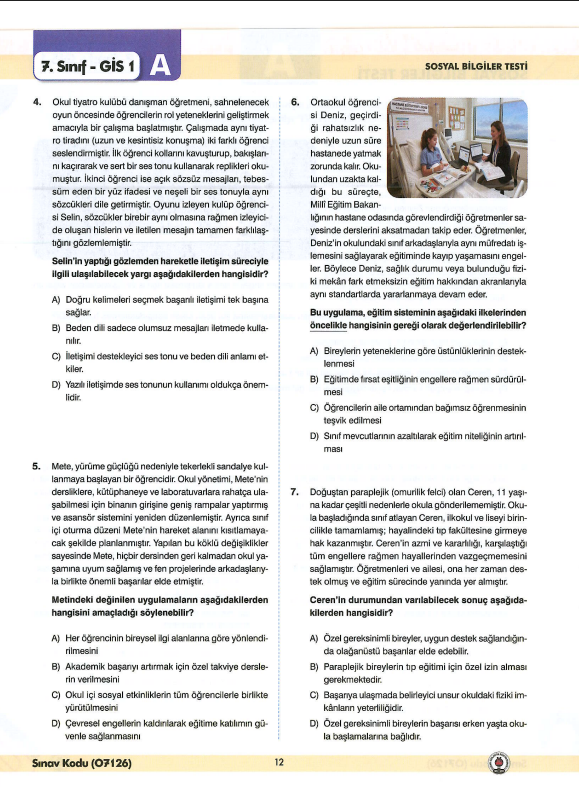 7. Sınıf - GİS 1
A
SOSYAL BİLGİLER TESTİ
4. Okul tiyatro kulübü danışman öğretmeni, sahnelenecek
oyun öncesinde öğrencilerin rol yeteneklerini geliştirmek
amacıyla bir çalışma başlatmıştır. Çalışmada aynı tiyat-
ro tiradını (uzun ve kesintisiz konuşma) iki farklı öğrenci
seslendirmiştir. İlk öğrenci kollarını kavuşturup, bakışları-
nı kaçırarak ve sert bir ses tonu kullanarak replikleri oku-
muştur. İkinci öğrenci ise açık sözsüz mesajları, tebes-
süm eden bir yüz ifadesi ve neşeli bir ses tonuyla aynı
sözcükleri dile getirmiştir. Oyunu izleyen kulüp öğrenci-
si Selin, sözcükler birebir aynı olmasına rağmen izleyici-
de oluşan hislerin ve iletilen mesajın tamamen farklılaş-
tığını gözlemlemiştir.
Selin'in yaptığı gözlemden hareketle iletişim süreciyle
ilgili ulaşılabilecek yargı aşağıdakilerden hangisidir?
A) Doğru kelimeleri seçmek başarılı iletişimi tek başına
sağlar.
B) Beden dili sadece olumsuz mesajları iletmede kulla-
nılır.
C) İletişimi destekleyici ses tonu ve beden dili anlamı et-
kiler.
D) Yazılı iletişimde ses tonunun kullanımı oldukça önem-
lidir.
5. Mete, yürüme güçlüğü nedeniyle tekerlekli sandalye kul-
lanmaya başlayan bir öğrencidir. Okul yönetimi, Mete'nin
dersliklere, kütüphaneye ve laboratuvarlara rahatça ula-
şabilmesi için binanın girişine geniş rampalar yaptırmış
ve asansör sistemini yeniden düzenlemiştir. Ayrıca sınıf
içi oturma düzeni Mete'nin hareket alanını kısıtlamaya-
cak şekilde planlanmıştır. Yapılan bu köklü değişiklikler
sayesinde Mete, hiçbir dersinden geri kalmadan okul ya-
şamına uyum sağlamış ve fen projelerinde arkadaşlarıy-
la birlikte önemli başarılar elde etmiştir.
Metindeki değinilen uygulamaların aşağıdakilerden
hangisini amaçladığı söylenebilir?
A) Her öğrencinin bireysel ilgi alanlarına göre yönlendi-
rilmesini
B) Akademik başarıyı artırmak için özel takviye dersle-
rin verilmesini
C) Okul içi sosyal etkinliklerin tüm öğrencilerle birlikte
yürütülmesini
D) Çevresel engellerin kaldırılarak eğitime katılımın gü-
venle sağlanmasını
6. Ortaokul öğrenci-
si Deniz, geçirdi-
ği rahatsızlık ne-
deniyle uzun süre
hastanede yatmak
zorunda kalır. Oku-
lundan uzakta kal-
dığı bu süreçte,
Millî Eğitim Bakan-
lığının hastane odasında görevlendirdiği öğretmenler sa-
yesinde derslerini aksatmadan takip eder. Öğretmenler,
Deniz'in okulundaki sınıf arkadaşlarıyla aynı müfredatı iş-
lemesini sağlayarak eğitiminde kayıp yaşamasını engel-
ler. Böylece Deniz, sağlık durumu veya bulunduğu fizi-
ki mekân fark etmeksizin eğitim hakkından akranlarıyla
aynı standartlarda yararlanmaya devam eder.
Bu uygulama, eğitim sisteminin aşağıdaki ilkelerinden
öncelikle hangisinin gereği olarak değerlendirilebilir?
A) Bireylerin yeteneklerine göre üstünlüklerinin destek-
lenmesi
B) Eğitimde fırsat eşitliğinin engellere rağmen sürdürül-
mesi
C) Öğrencilerin aile ortamından bağımsız öğrenmesinin
teşvik edilmesi
D) Sınıf mevcutlarının azaltılarak eğitim niteliğinin artırıl-
ması
7. Doğuştan paraplejik (omurilik felci) olan Ceren, 11 yaşı-
na kadar çeşitli nedenlerle okula gönderilememiştir. Oku-
la başladığında sınıf atlayan Ceren, ilkokul ve liseyi birin-
cilikle tamamlamış; hayalindeki tıp fakültesine girmeye
hak kazanmıştır. Ceren'in azmi ve kararlılığı, karşılaştığı
tüm engellere rağmen hayallerinden vazgeçmemesini
sağlamıştır. Öğretmenleri ve ailesi, ona her zaman des-
tek olmuş ve eğitim sürecinde yanında yer almıştır.
Ceren'in durumundan varılabilecek sonuç aşağıda-
kilerden hangisidir?
A) Özel gereksinimli bireyler, uygun destek sağlandığın-
da olağanüstü başarılar elde edebilir.
B) Paraplejik bireylerin tıp eğitimi için özel izin alması
gerekmektedir.
C) Başarıya ulaşmada belirleyici unsur okuldaki fiziki im-
kânların yeterliliğidir.
D) Özel gereksinimli bireylerin başarısı erken yaşta oku-
la başlamalarına bağlıdır.
Sınav Kodu (O7126)
12